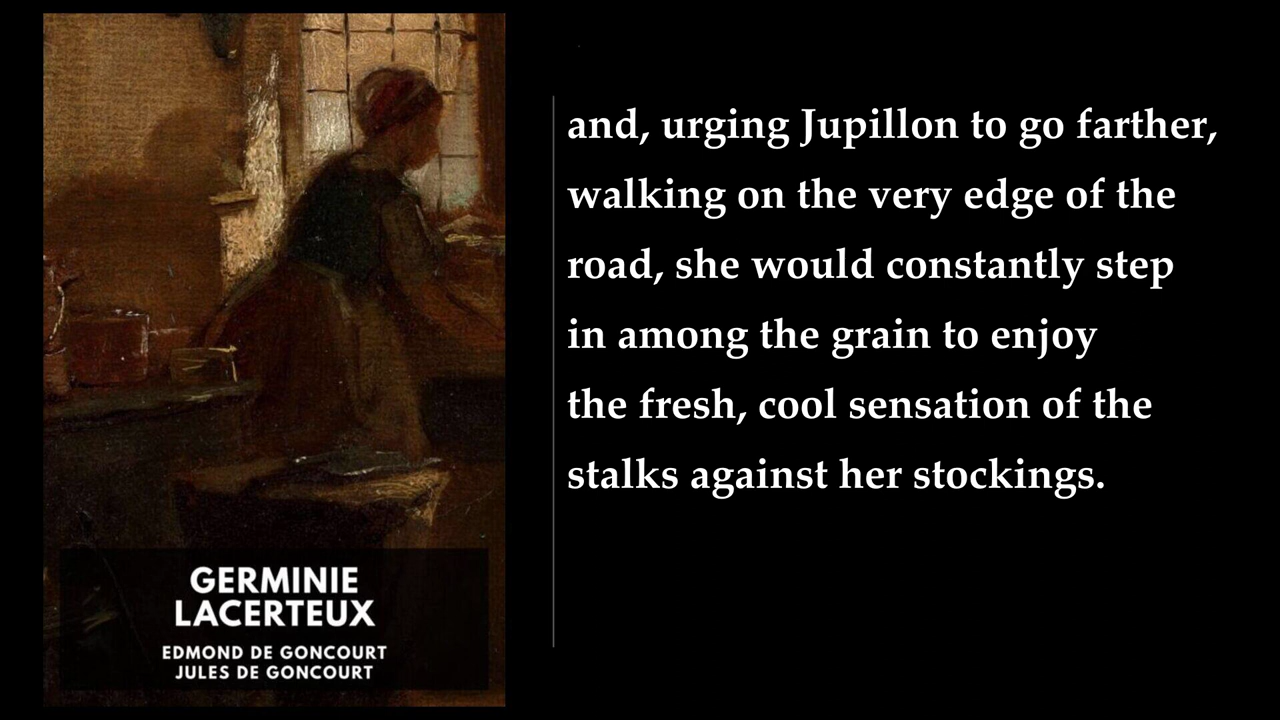 and, urging Jupillon to go farther,
walking on the very edge of the
road, she would constantly step
in among the grain to enjoy
the fresh, cool sensation of the
stalks against her stockings.
GERMINIE
LACERTEUX
EDMOND DE GONCOURT
JULES DE GONCOURT